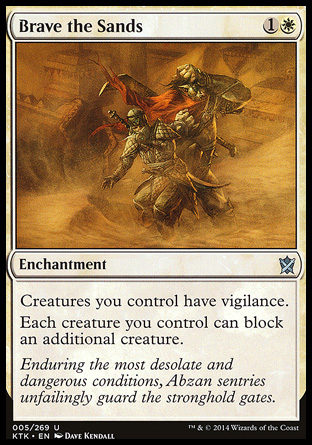 Brave the Sands 1
Enchantment
Creatures you control have vigilance.
Each creature you control can block
an additional creature.
Enduring the most desolate and
dangerous conditions, Abzan sentries
unfailingly guard the stronghold gates.
005/269 U
KTK • EN Dave Kendall ™ & © 2014 Wizards of the Coast